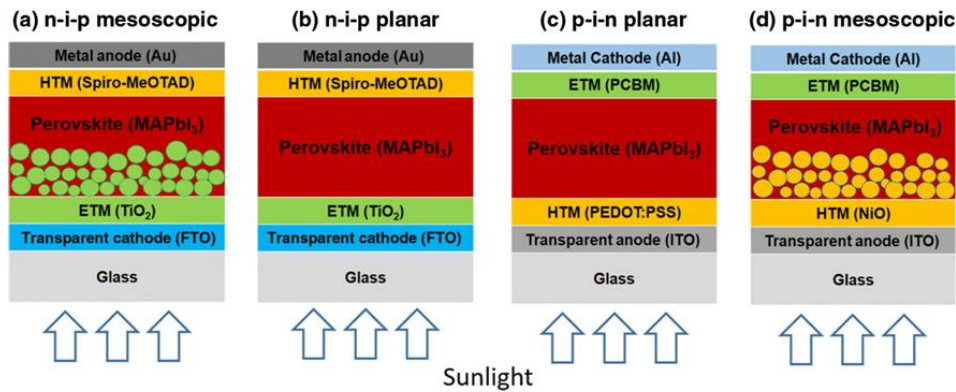 (a) n-i-p mesoscopic
Metal anode (Au)
HTM (Spiro-MeOTAD)
Perovskite (MAPbI₃)
ETM (TiO₂)
Transparent cathode (FTO)
Glass
(b) n-i-p planar
Metal anode (Au)
HTM (Spiro-MeOTAD)
Perovskite (MAPbI₃)
ETM (TiO₂)
Transparent cathode (FTO)
Glass
(c) p-i-n planar
Metal Cathode (Al)
ETM (PCBM)
Perovskite (MAPbI₃)
HTM (PEDOT:PSS)
Transparent anode (ITO)
Glass
(d) p-i-n mesoscopic
Metal Cathode (Al)
ETM (PCBM)
Perovskite (MAPbI₃)
HTM (NiO)
Transparent anode (ITO)
Glass
Sunlight